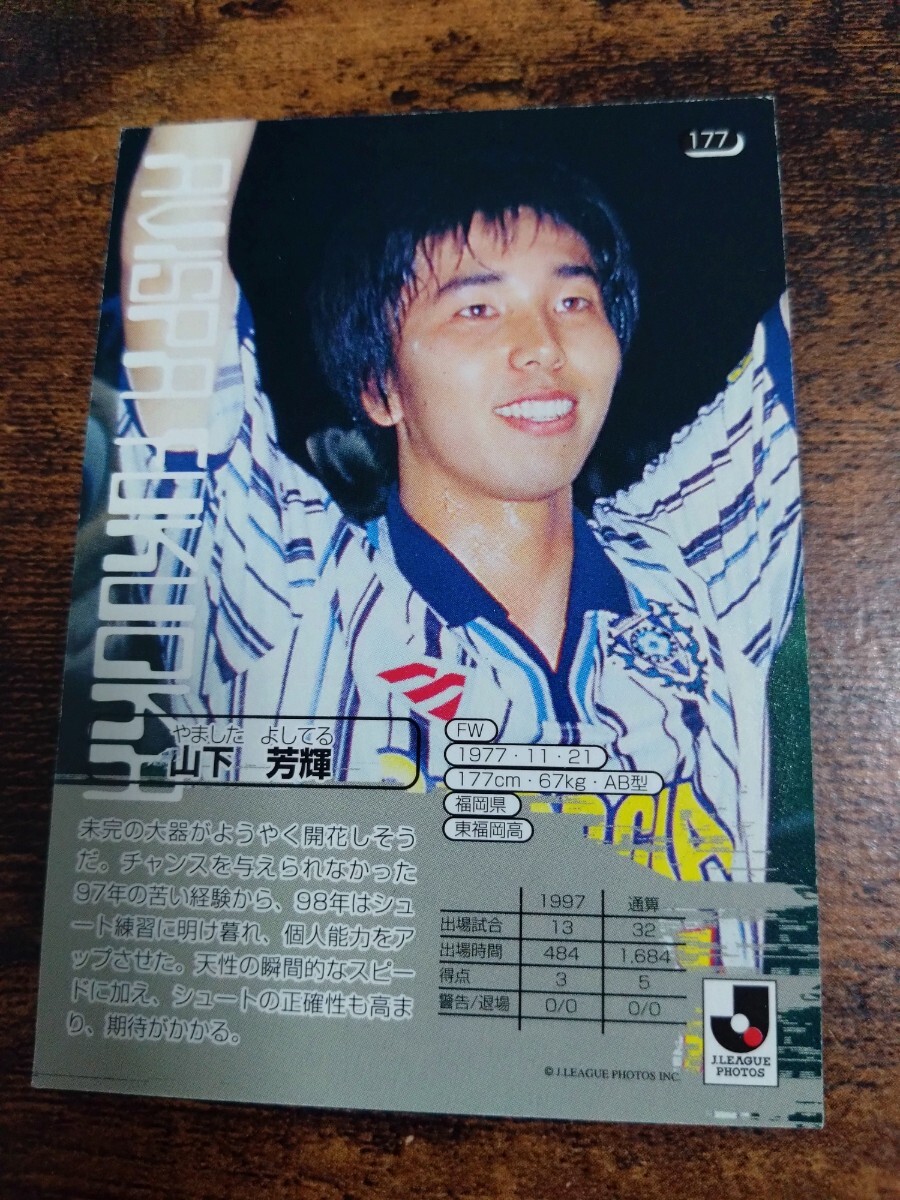 177
AVISPA FUKUOKA
やました よしてる
山下 芳輝
FW
1977・11・21
177cm・67kg・AB型
福岡県
東福岡高
未完の大器がようやく開花しそう
だ。チャンスを与えられなかった
97年の苦い経験から、98年はシュ
ート練習に明け暮れ、個人能力をア
ップさせた。天性の瞬間的なスピー
ドに加え、シュートの正確性も高ま
り、期待がかかる。
1997 通算
出場試合 13 32
出場時間 484 1,684
得点 3 5
警告/退場 0/0 0/0
J.LEAGUE
PHOTOS
© J.LEAGUE PHOTOS INC.